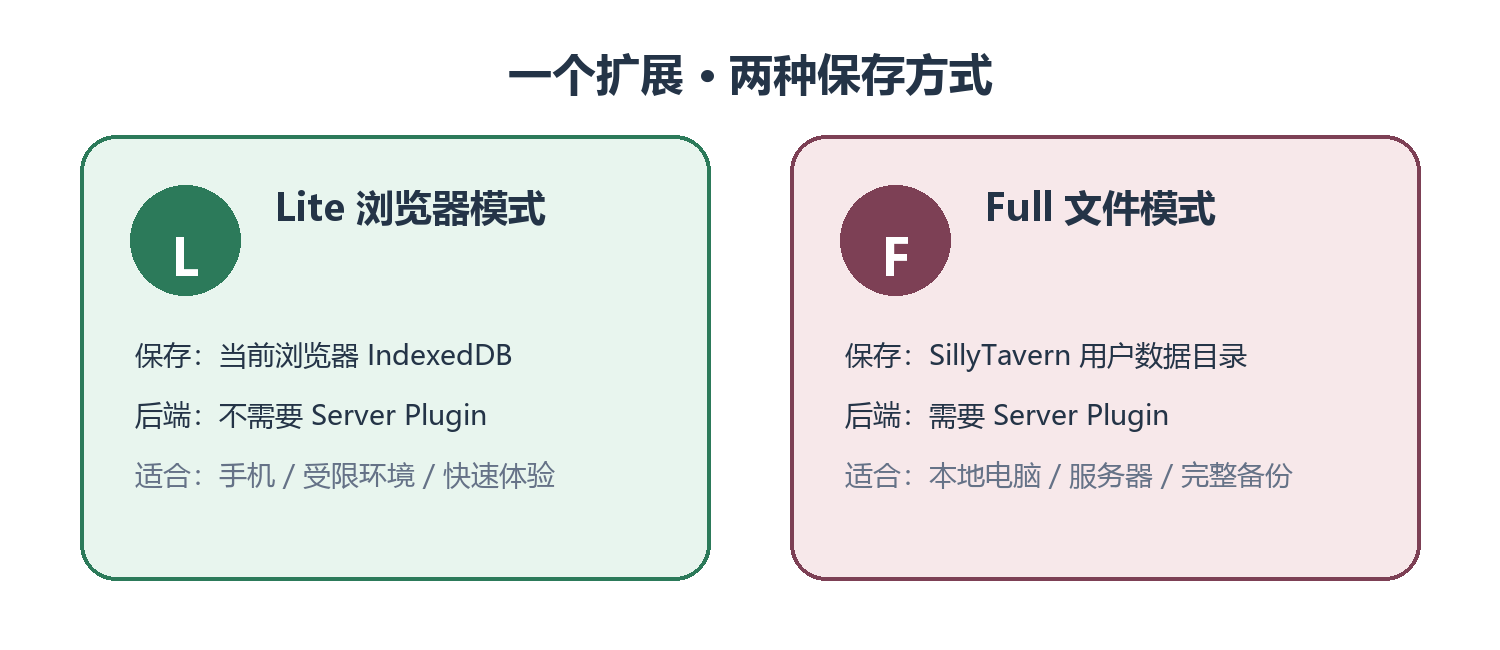 一个扩展 · 两种保存方式
L
Lite 浏览器模式
保存：当前浏览器 IndexedDB
后端：不需要 Server Plugin
适合：手机 / 受限环境 / 快速体验
F
Full 文件模式
保存：SillyTavern 用户数据目录
后端：需要 Server Plugin
适合：本地电脑 / 服务器 / 完整备份